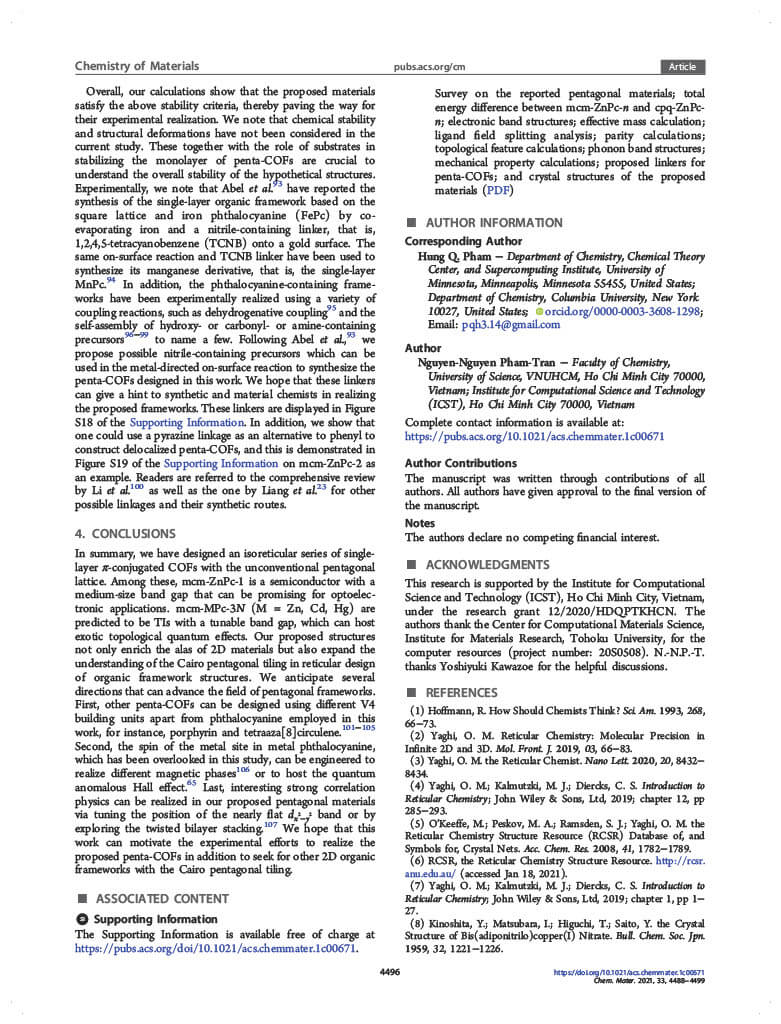 Chemistry of Materials
pubs.acs.org/cm
Article
Overall, our calculations show that the proposed materials
satisfy the above stability criteria, thereby paving the way for
their experimental realization. We note that chemical stability
and structural deformations have not been considered in the
current study. These together with the role of substrates in
stabilizing the monolayer of penta-COFs are crucial to
understand the overall stability of the hypothetical structures.
Experimentally, we note that Abel et al.93 have reported the
synthesis of the single-layer organic framework based on the
square lattice and iron phthalocyanine (FePc) by co-
evaporating iron and a nitrile-containing linker, that is,
1,2,4,5-tetracyanobenzene (TCNB) onto a gold surface. The
same on-surface reaction and TCNB linker have been used to
synthesize its manganese derivative, that is, the single-layer
MnPc.94 In addition, the phthalocyanine-containing frame-
works have been experimentally realized using a variety of
coupling reactions, such as dehydrogenative coupling95 and the
self-assembly of hydroxy- or carbonyl- or amine-containing
precursors96−99 to name a few. Following Abel et al.,93 we
propose possible nitrile-containing precursors which can be
used in the metal-directed on-surface reaction to synthesize the
penta-COFs designed in this work. We hope that these linkers
can give a hint to synthetic and material chemists in realizing
the proposed frameworks. These linkers are displayed in Figure
S18 of the Supporting Information. In addition, we show that
one could use a pyrazine linkage as an alternative to phenyl to
construct delocalized penta-COFs, and this is demonstrated in
Figure S19 of the Supporting Information on mcm-ZnPc-2 as
an example. Readers are referred to the comprehensive review
by Li et al.100 as well as the one by Liang et al.23 for other
possible linkages and their synthetic routes.
4. CONCLUSIONS
In summary, we have designed an isoreticular series of single-
layer π-conjugated COFs with the unconventional pentagonal
lattice. Among these, mcm-ZnPc-1 is a semiconductor with a
medium-size band gap that can be promising for optoelec-
tronic applications. mcm-MPc-3N (M = Zn, Cd, Hg) are
predicted to be TIs with a tunable band gap, which can host
exotic topological quantum effects. Our proposed structures
not only enrich the alas of 2D materials but also expand the
understanding of the Cairo pentagonal tiling in reticular design
of organic framework structures. We anticipate several
directions that can advance the field of pentagonal frameworks.
First, other penta-COFs can be designed using different V4
building units apart from phthalocyanine employed in this
work, for instance, porphyrin and tetraaza[8]circulene.101−105
Second, the spin of the metal site in metal phthalocyanine,
which has been overlooked in this study, can be engineered to
realize different magnetic phases106 or to host the quantum
anomalous Hall effect.65 Last, interesting strong correlation
physics can be realized in our proposed pentagonal materials
via tuning the position of the nearly flat dx2−y2 band or by
exploring the twisted bilayer stacking.107 We hope that this
work can motivate the experimental efforts to realize the
proposed penta-COFs in addition to seek for other 2D organic
frameworks with the Cairo pentagonal tiling.
■ ASSOCIATED CONTENT
Supporting Information
The Supporting Information is available free of charge at
https://pubs.acs.org/doi/10.1021/acs.chemmater.1c00671.
Survey on the reported pentagonal materials; total
energy difference between mcm-ZnPc-n and cpq-ZnPc-
n; electronic band structures; effective mass calculation;
ligand field splitting analysis; parity calculations;
topological feature calculations; phonon band structures;
mechanical property calculations; proposed linkers for
penta-COFs; and crystal structures of the proposed
materials (PDF)
■ AUTHOR INFORMATION
Corresponding Author
Hung Q. Pham − Department of Chemistry, Chemical Theory
Center, and Supercomputing Institute, University of
Minnesota, Minneapolis, Minnesota 55455, United States;
Department of Chemistry, Columbia University, New York
10027, United States; orcid.org/0000-0003-3608-1298;
Email: pqh3.14@gmail.com
Author
Nguyen-Nguyen Pham-Tran − Faculty of Chemistry,
University of Science, VNUHCM, Ho Chi Minh City 70000,
Vietnam; Institute for Computational Science and Technology
(ICST), Ho Chi Minh City 70000, Vietnam
Complete contact information is available at:
https://pubs.acs.org/10.1021/acs.chemmater.1c00671
Author Contributions
The manuscript was written through contributions of all
authors. All authors have given approval to the final version of
the manuscript.
Notes
The authors declare no competing financial interest.
■ ACKNOWLEDGMENTS
This research is supported by the Institute for Computational
Science and Technology (ICST), Ho Chi Minh City, Vietnam,
under the research grant 12/2020/HDQPTKHCN. The
authors thank the Center for Computational Materials Science,
Institute for Materials Research, Tohoku University, for the
computer resources (project number: 20S0508). N.-N.P.-T.
thanks Yoshiyuki Kawazoe for the helpful discussions.
■ REFERENCES
(1) Hoffmann, R. How Should Chemists Think? Sci. Am. 1993, 268,
66−73.
(2) Yaghi, O. M. Reticular Chemistry: Molecular Precision in
Infinite 2D and 3D. Mol. Front. J. 2019, 03, 66−83.
(3) Yaghi, O. M. the Reticular Chemist. Nano Lett. 2020, 20, 8432−
8434.
(4) Yaghi, O. M.; Kalmutzki, M. J.; Diercks, C. S. Introduction to
Reticular Chemistry; John Wiley & Sons, Ltd, 2019; chapter 12, pp
285−293.
(5) O'Keeffe, M.; Peskov, M. A.; Ramsden, S. J.; Yaghi, O. M. the
Reticular Chemistry Structure Resource (RCSR) Database of, and
Symbols for, Crystal Nets. Acc. Chem. Res. 2008, 41, 1782−1789.
(6) RCSR, the Reticular Chemistry Structure Resource. http://rcsr.
anu.edu.au/ (accessed Jan 18, 2021).
(7) Yaghi, O. M.; Kalmutzki, M. J.; Diercks, C. S. Introduction to
Reticular Chemistry; John Wiley & Sons, Ltd, 2019; chapter 1, pp 1−
27.
(8) Kinoshita, Y.; Matsubara, I.; Higuchi, T.; Saito, Y. the Crystal
Structure of Bis(adiponitrilo)copper(I) Nitrate. Bull. Chem. Soc. Jpn.
1959, 32, 1221−1226.
4496
https://doi.org/10.1021/acs.chemmater.1c00671
Chem. Mater. 2021, 33, 4488−4499